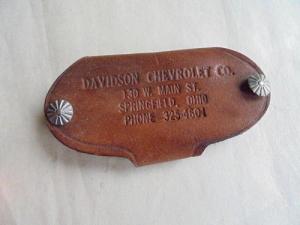 DAVIDSON CHEVROLET CO.
130 W. MAIN ST.
SPRINGFIELD, OHIO
PHONE 325-4601